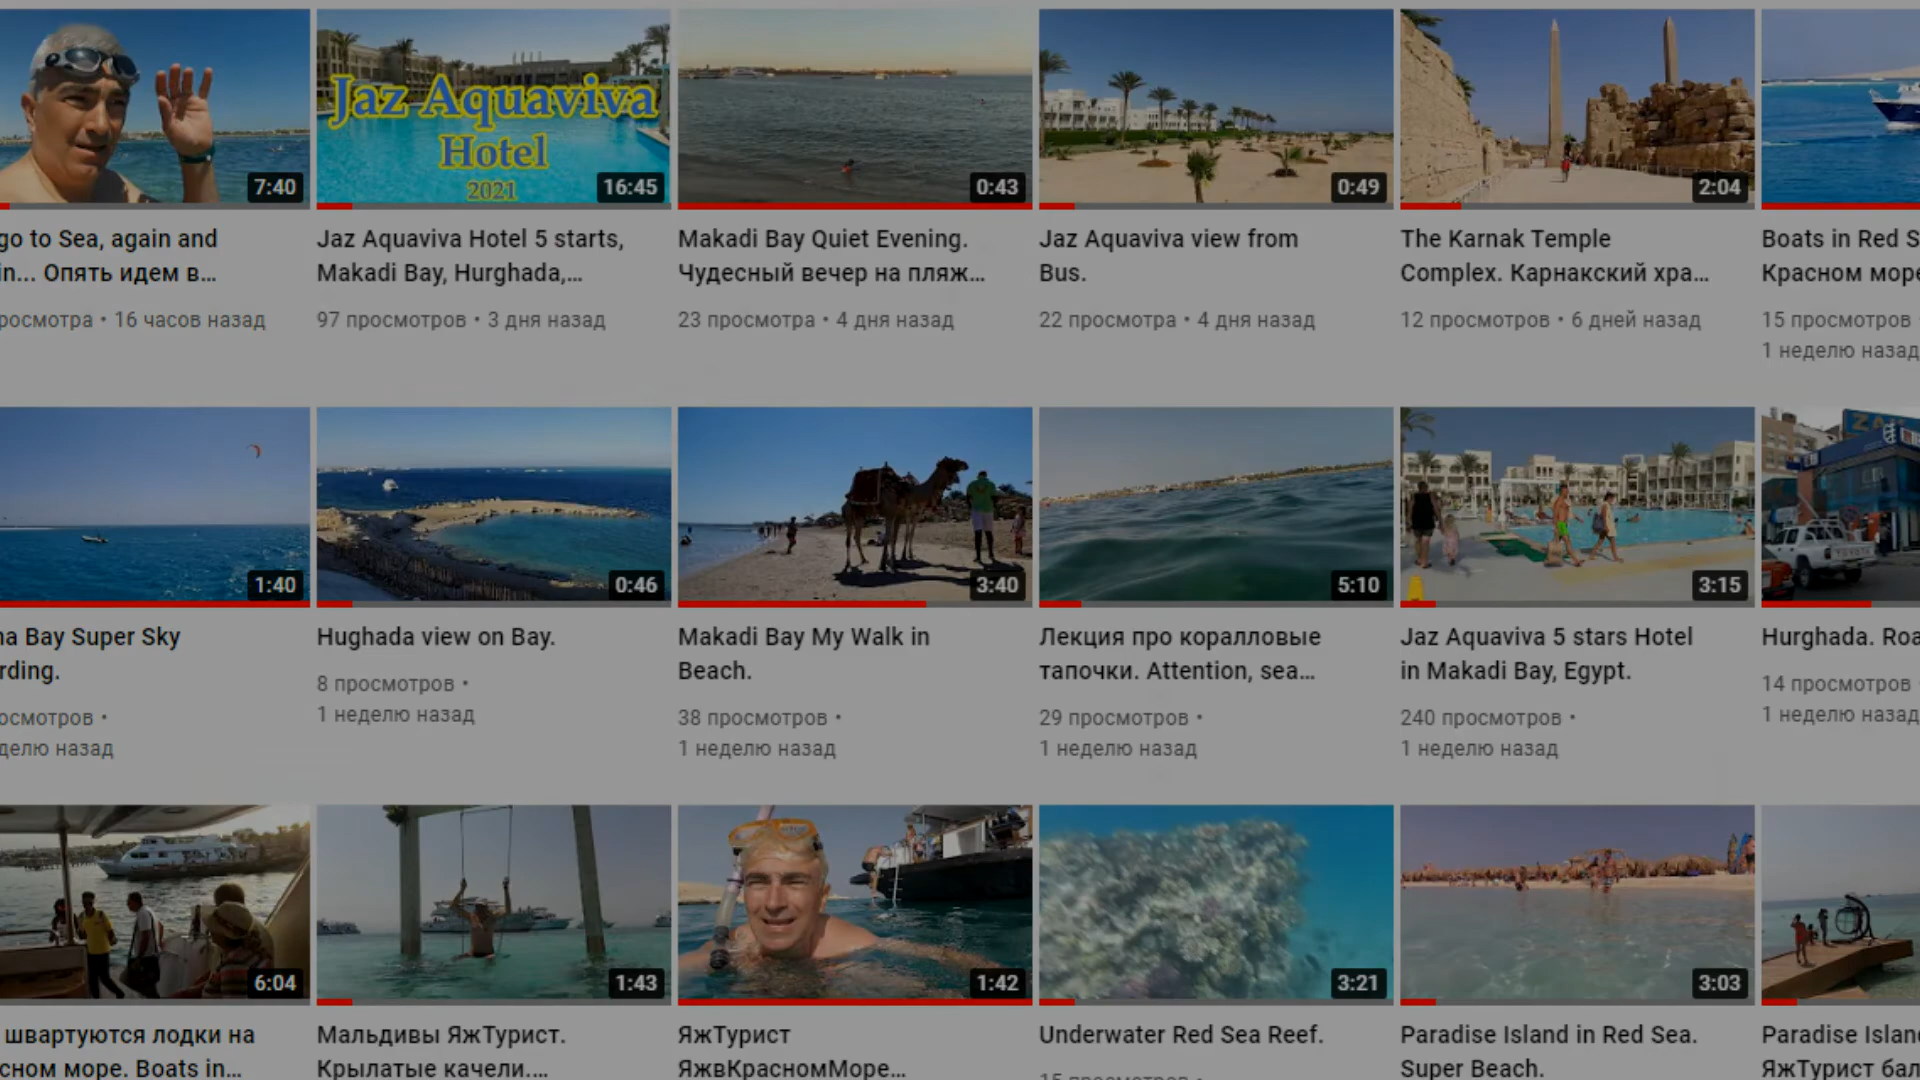 Jaz Aquaviva
Hotel
2021
7:40
16:45
0:43
0:49
2:04
go to Sea, again and
in... Опять идем в...
Jaz Aquaviva Hotel 5 starts,
Makadi Bay, Hurghada,...
Makadi Bay Quiet Evening.
Чудесный вечер на пляж...
Jaz Aquaviva view from
Bus.
The Karnak Temple
Complex. Карнакский хра...
Boats in Red S
Красном море
росмотра • 16 часов назад
97 просмотров • 3 дня назад
23 просмотра • 4 дня назад
22 просмотра • 4 дня назад
12 просмотров • 6 дней назад
15 просмотров
1 неделю назад
ZA
TOYOTA
1:40
0:46
3:40
5:10
3:15
na Bay Super Sky
rding.
Hughada view on Bay.
Makadi Bay My Walk in
Beach.
Лекция про коралловые
тапочки. Attention, sea...
Jaz Aquaviva 5 stars Hotel
in Makadi Bay, Egypt.
Hurghada. Roa
осмотров •
делю назад
8 просмотров •
1 неделю назад
38 просмотров •
1 неделю назад
29 просмотров •
1 неделю назад
240 просмотров •
1 неделю назад
14 просмотров
1 неделю назад
6:04
1:43
1:42
3:21
3:03
швартуются лодки на
сном море. Boats in...
Мальдивы ЯжТурист.
Крылатые качели....
ЯжТурист
ЯжвКрасномМоре...
Underwater Red Sea Reef.
15 просмотров •
Paradise Island in Red Sea.
Super Beach.
Paradise Islan
ЯжТурист бал